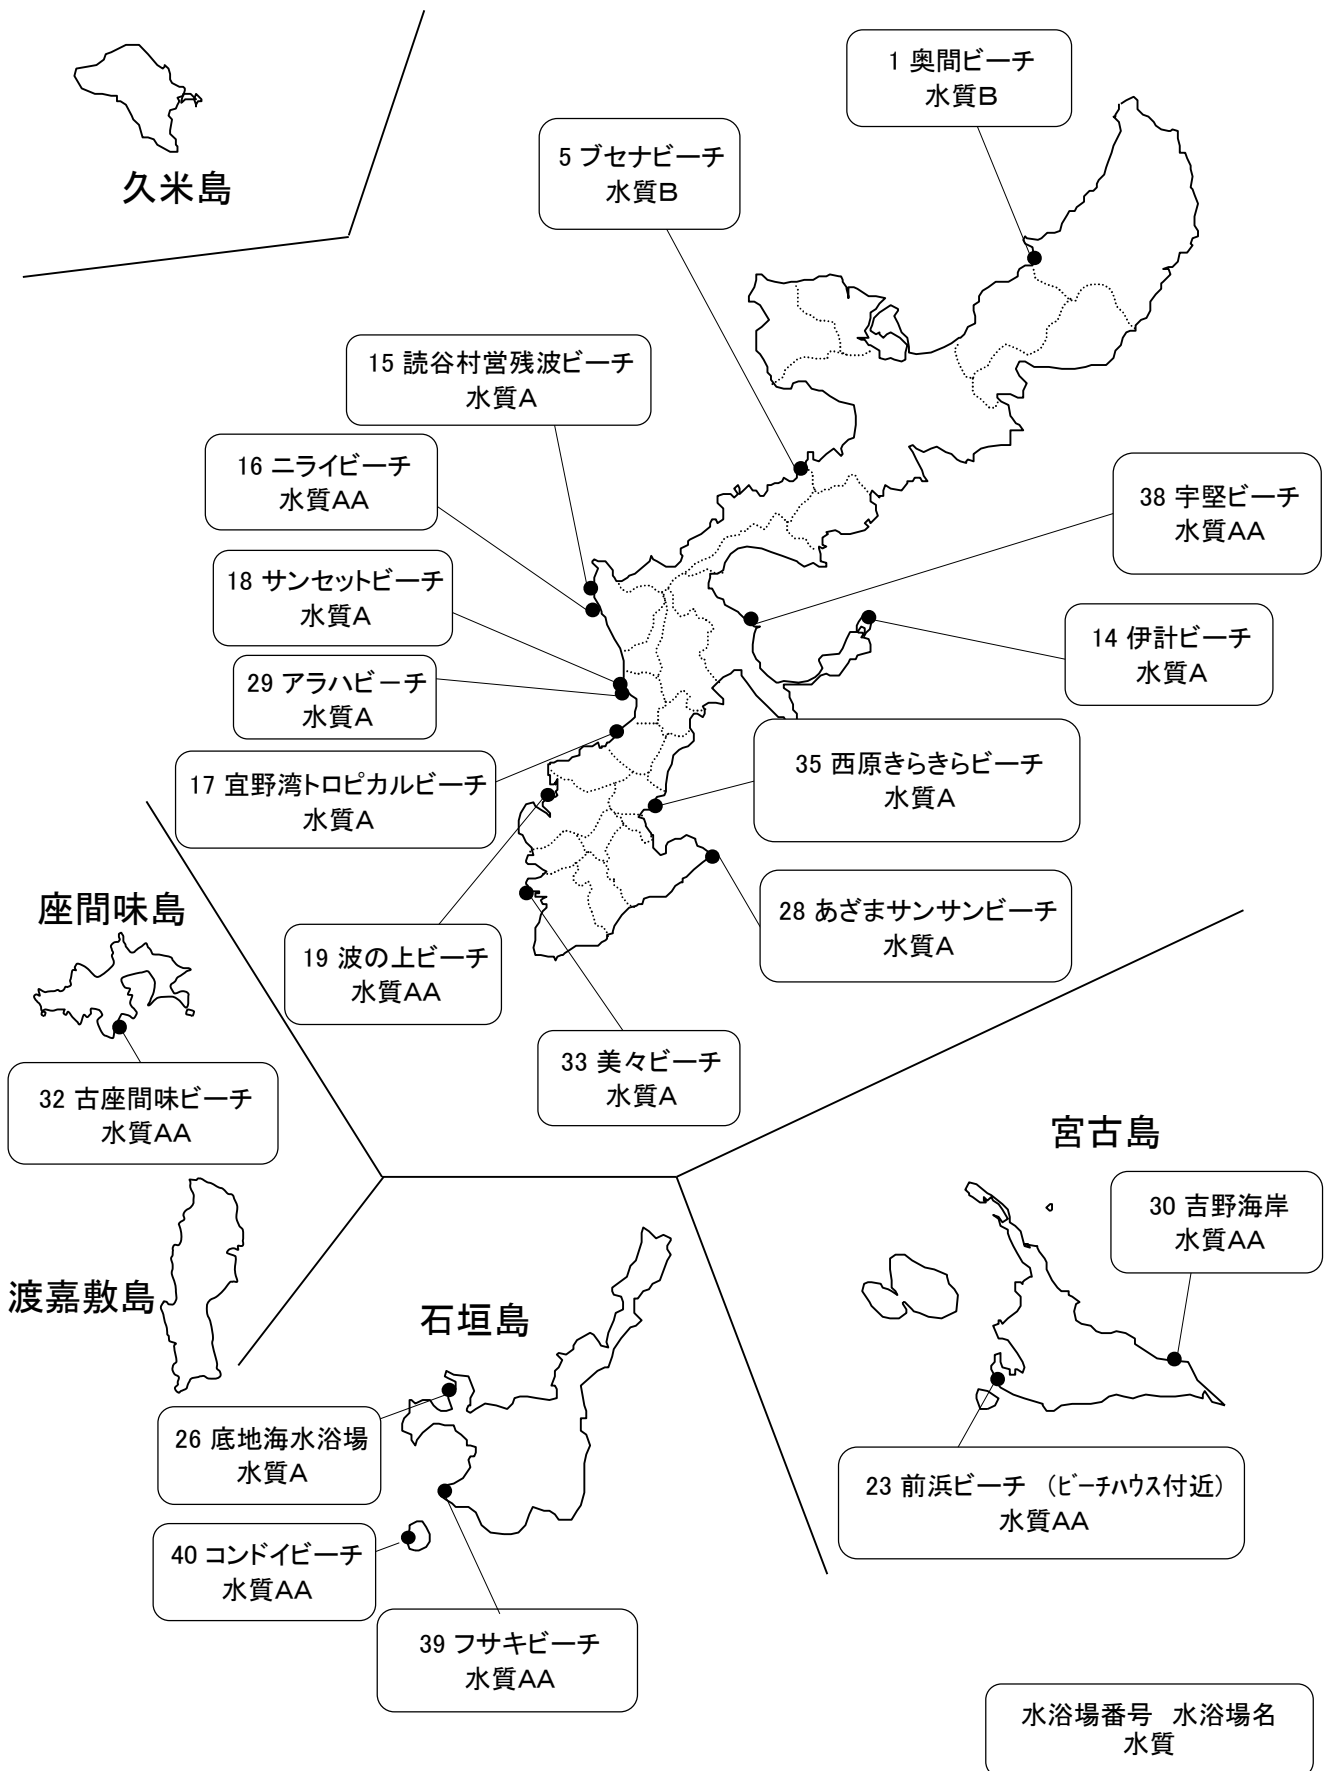 1 奥間ビーチ
水質B
久米島
5 ブセナビーチ
水質B
15 読谷村営残波ビーチ
水質A
16 ニライビーチ
水質AA
38 宇堅ビーチ
水質AA
18 サンセットビーチ
水質A
14 伊計ビーチ
水質A
29 アラハビーチ
水質A
35 西原きらきらビーチ
水質A
17 宜野湾トロピカルビーチ
水質A
座間味島
28 あざまサンサンビーチ
水質A
19 波の上ビーチ
水質AA
33 美々ビーチ
水質A
32 古座間味ビーチ
水質AA
宮古島
30 吉野海岸
水質AA
渡嘉敷島
石垣島
26 底地海水浴場
水質A
23 前浜ビーチ （ﾋﾞｰﾁﾊｳｽ付近）
水質AA
40 コンドイビーチ
水質AA
39 フサキビーチ
水質AA
水浴場番号 水浴場名
水質